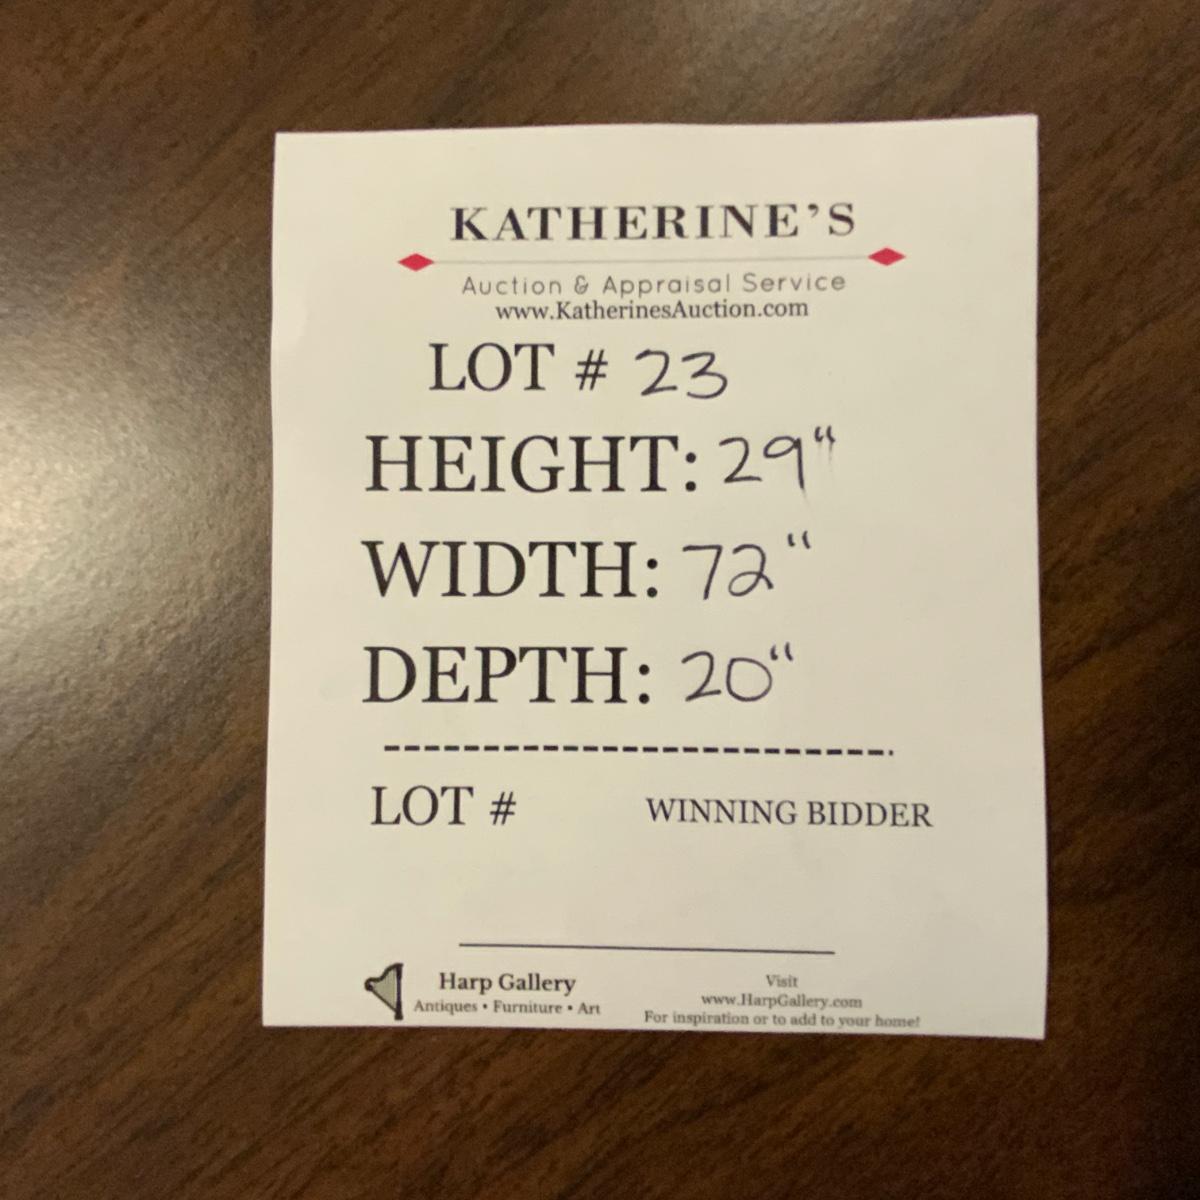 KATHERINE'S
Auction & Appraisal Service
www.KatherinesAuction.com
LOT # 23
HEIGHT: 29"
WIDTH: 72"
DEPTH: 20"
LOT # WINNING BIDDER
Harp Gallery
Antiques • Furniture • Art
Visit
www.HarpGallery.com
For inspiration or to add to your home!